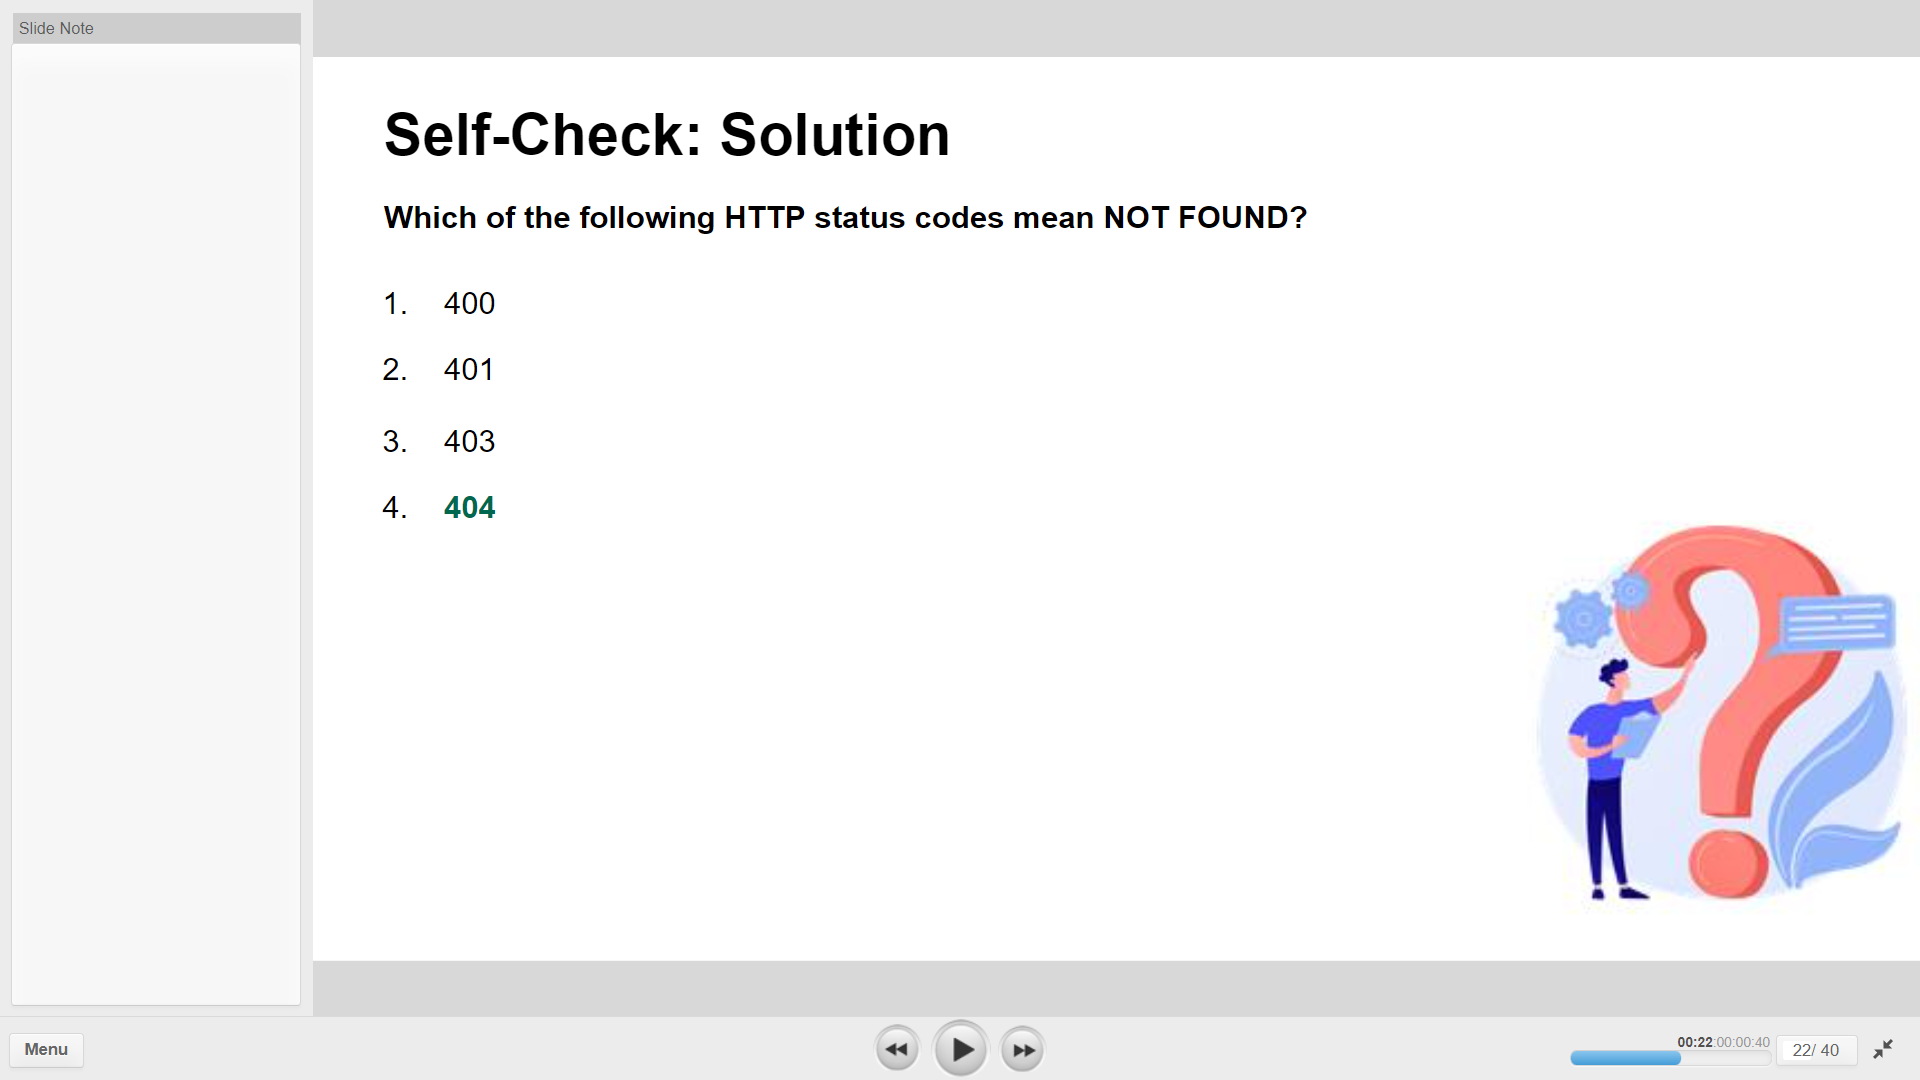 Slide Note
Self-Check: Solution
Which of the following HTTP status codes mean NOT FOUND?
1. 400
2. 401
3. 403
4. 404
Menu
00:22:00:00:40
22/ 40